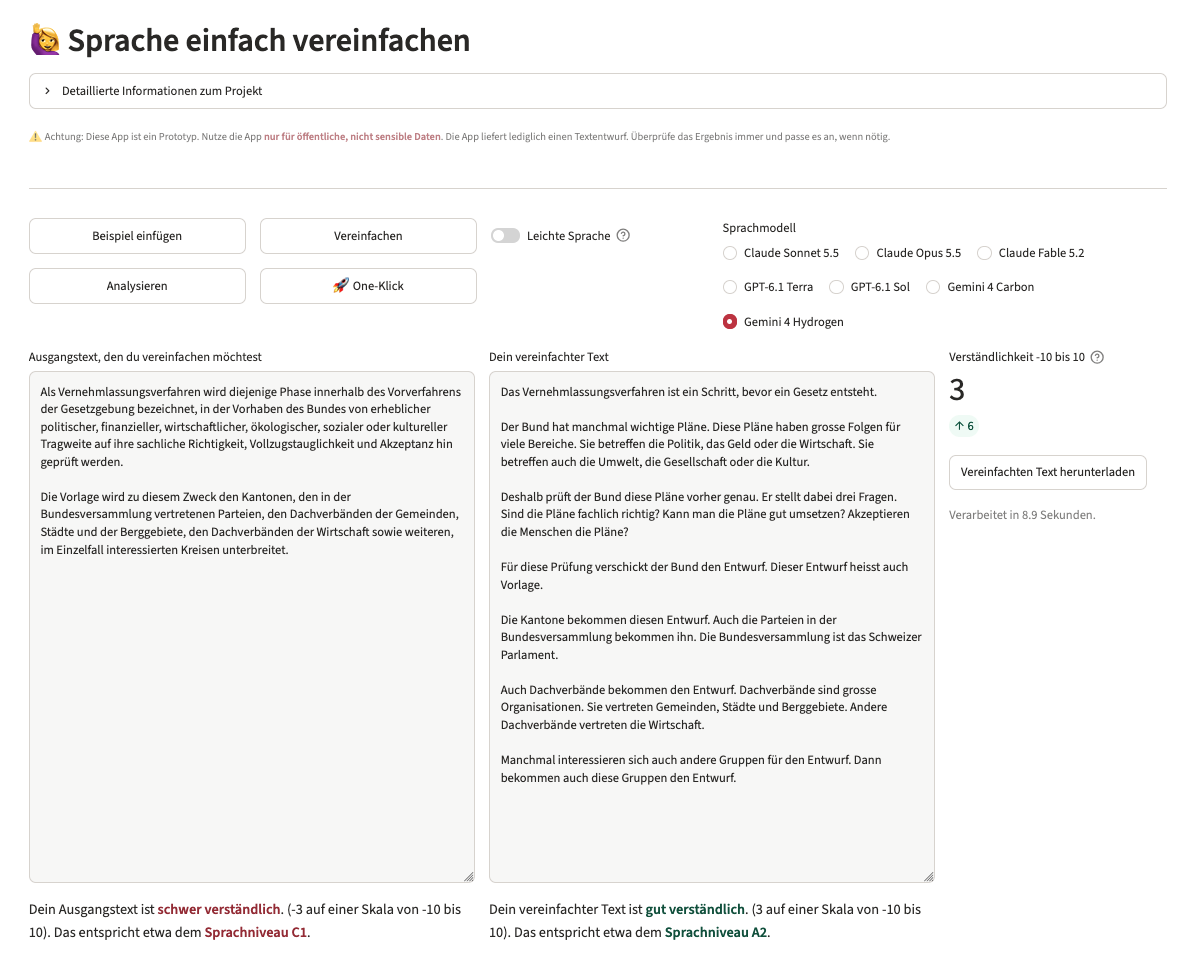 🙋‍♀️ Sprache einfach vereinfachen
Detaillierte Informationen zum Projekt
⚠️ Achtung: Diese App ist ein Prototyp. Nutze die App nur für öffentliche, nicht sensible Daten. Die App liefert lediglich einen Textentwurf. Überprüfe das Ergebnis immer und passe es an, wenn nötig.
Beispiel einfügen
Vereinfachen
Leichte Sprache
Analysieren
🚀 One-Klick
Sprachmodell
Claude Sonnet 5.5
Claude Opus 5.5
Claude Fable 5.2
GPT-6.1 Terra
GPT-6.1 Sol
Gemini 4 Carbon
Gemini 4 Hydrogen
Ausgangstext, den du vereinfachen möchtest
Als Vernehmlassungsverfahren wird diejenige Phase innerhalb des Vorverfahrens
der Gesetzgebung bezeichnet, in der Vorhaben des Bundes von erheblicher
politischer, finanzieller, wirtschaftlicher, ökologischer, sozialer oder kultureller
Tragweite auf ihre sachliche Richtigkeit, Vollzugstauglichkeit und Akzeptanz hin
geprüft werden.
Die Vorlage wird zu diesem Zweck den Kantonen, den in der
Bundesversammlung vertretenen Parteien, den Dachverbänden der Gemeinden,
Städte und der Berggebiete, den Dachverbänden der Wirtschaft sowie weiteren,
im Einzelfall interessierten Kreisen unterbreitet.
Dein vereinfachter Text
Das Vernehmlassungsverfahren ist ein Schritt, bevor ein Gesetz entsteht.
Der Bund hat manchmal wichtige Pläne. Diese Pläne haben grosse Folgen für
viele Bereiche. Sie betreffen die Politik, das Geld oder die Wirtschaft. Sie
betreffen auch die Umwelt, die Gesellschaft oder die Kultur.
Deshalb prüft der Bund diese Pläne vorher genau. Er stellt dabei drei Fragen.
Sind die Pläne fachlich richtig? Kann man die Pläne gut umsetzen? Akzeptieren
die Menschen die Pläne?
Für diese Prüfung verschickt der Bund den Entwurf. Dieser Entwurf heisst auch
Vorlage.
Die Kantone bekommen diesen Entwurf. Auch die Parteien in der
Bundesversammlung bekommen ihn. Die Bundesversammlung ist das Schweizer
Parlament.
Auch Dachverbände bekommen den Entwurf. Dachverbände sind grosse
Organisationen. Sie vertreten Gemeinden, Städte und Berggebiete. Andere
Dachverbände vertreten die Wirtschaft.
Manchmal interessieren sich auch andere Gruppen für den Entwurf. Dann
bekommen auch diese Gruppen den Entwurf.
Verständlichkeit -10 bis 10
3
↑ 6
Vereinfachten Text herunterladen
Verarbeitet in 8.9 Sekunden.
Dein Ausgangstext ist schwer verständlich. (-3 auf einer Skala von -10 bis
10). Das entspricht etwa dem Sprachniveau C1.
Dein vereinfachter Text ist gut verständlich. (3 auf einer Skala von -10 bis
10). Das entspricht etwa dem Sprachniveau A2.